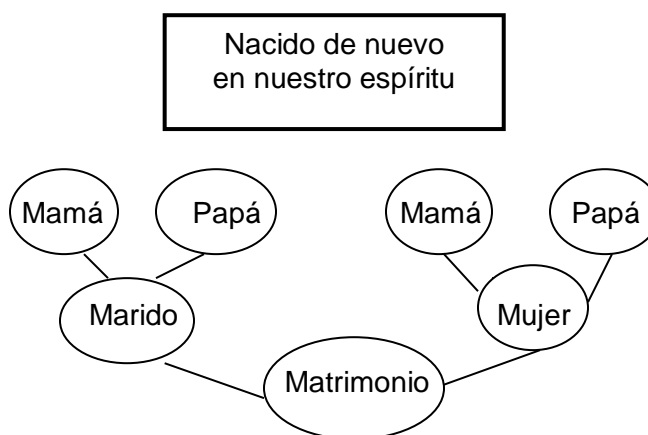 Nacido de nuevo
en nuestro espíritu
Mamá Papá Mamá Papá
Marido Mujer
Matrimonio